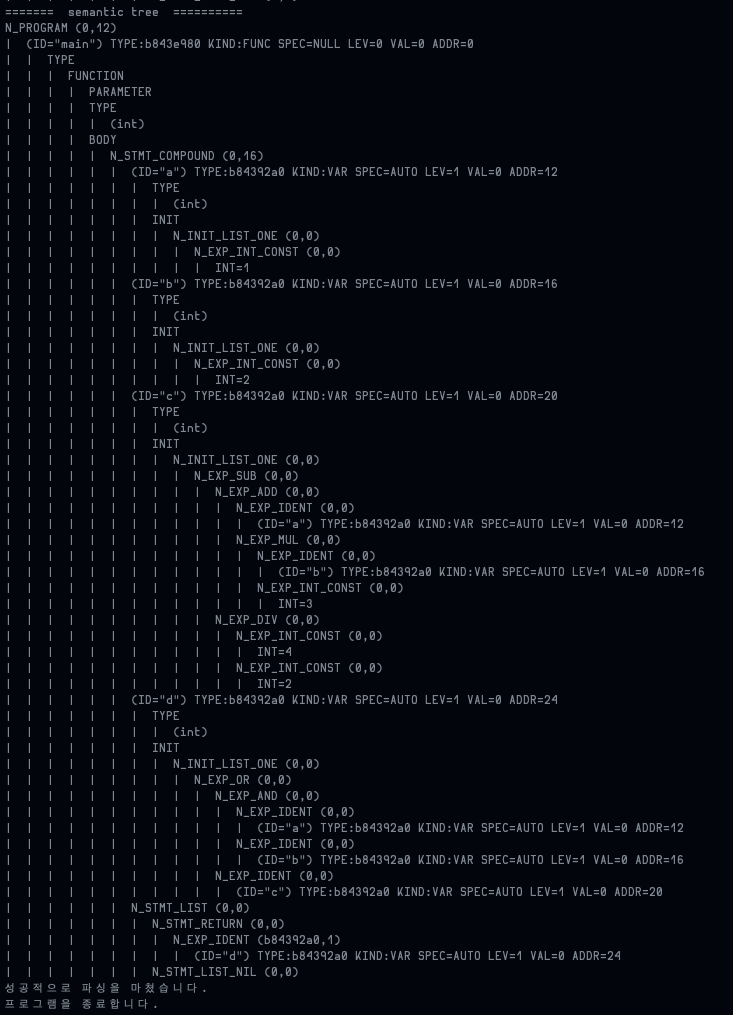 ======= semantic tree ==========
N_PROGRAM (0,12)
| (ID="main") TYPE:b843e980 KIND:FUNC SPEC=NULL LEV=0 VAL=0 ADDR=0
| | TYPE
| | | FUNCTION
| | | | PARAMETER
| | | | TYPE
| | | | | (int)
| | | | BODY
| | | | | N_STMT_COMPOUND (0,16)
| | | | | | (ID="a") TYPE:b84392a0 KIND:VAR SPEC=AUTO LEV=1 VAL=0 ADDR=12
| | | | | | | TYPE
| | | | | | | | (int)
| | | | | | | INIT
| | | | | | | | N_INIT_LIST_ONE (0,0)
| | | | | | | | | N_EXP_INT_CONST (0,0)
| | | | | | | | | | INT=1
| | | | | | (ID="b") TYPE:b84392a0 KIND:VAR SPEC=AUTO LEV=1 VAL=0 ADDR=16
| | | | | | | TYPE
| | | | | | | | (int)
| | | | | | | INIT
| | | | | | | | N_INIT_LIST_ONE (0,0)
| | | | | | | | | N_EXP_INT_CONST (0,0)
| | | | | | | | | | INT=2
| | | | | | (ID="c") TYPE:b84392a0 KIND:VAR SPEC=AUTO LEV=1 VAL=0 ADDR=20
| | | | | | | TYPE
| | | | | | | | (int)
| | | | | | | INIT
| | | | | | | | N_INIT_LIST_ONE (0,0)
| | | | | | | | | N_EXP_SUB (0,0)
| | | | | | | | | | N_EXP_ADD (0,0)
| | | | | | | | | | | N_EXP_IDENT (0,0)
| | | | | | | | | | | | (ID="a") TYPE:b84392a0 KIND:VAR SPEC=AUTO LEV=1 VAL=0 ADDR=12
| | | | | | | | | | | N_EXP_MUL (0,0)
| | | | | | | | | | | | N_EXP_IDENT (0,0)
| | | | | | | | | | | | | (ID="b") TYPE:b84392a0 KIND:VAR SPEC=AUTO LEV=1 VAL=0 ADDR=16
| | | | | | | | | | | | N_EXP_INT_CONST (0,0)
| | | | | | | | | | | | | INT=3
| | | | | | | | | | N_EXP_DIV (0,0)
| | | | | | | | | | | N_EXP_INT_CONST (0,0)
| | | | | | | | | | | | INT=4
| | | | | | | | | | | N_EXP_INT_CONST (0,0)
| | | | | | | | | | | | INT=2
| | | | | | (ID="d") TYPE:b84392a0 KIND:VAR SPEC=AUTO LEV=1 VAL=0 ADDR=24
| | | | | | | TYPE
| | | | | | | | (int)
| | | | | | | INIT
| | | | | | | | N_INIT_LIST_ONE (0,0)
| | | | | | | | | N_EXP_OR (0,0)
| | | | | | | | | | N_EXP_AND (0,0)
| | | | | | | | | | | N_EXP_IDENT (0,0)
| | | | | | | | | | | | (ID="a") TYPE:b84392a0 KIND:VAR SPEC=AUTO LEV=1 VAL=0 ADDR=12
| | | | | | | | | | | N_EXP_IDENT (0,0)
| | | | | | | | | | | | (ID="b") TYPE:b84392a0 KIND:VAR SPEC=AUTO LEV=1 VAL=0 ADDR=16
| | | | | | | | | | N_EXP_IDENT (0,0)
| | | | | | | | | | | (ID="c") TYPE:b84392a0 KIND:VAR SPEC=AUTO LEV=1 VAL=0 ADDR=20
| | | | | | N_STMT_LIST (0,0)
| | | | | | | N_STMT_RETURN (0,0)
| | | | | | | | N_EXP_IDENT (b84392a0,1)
| | | | | | | | | (ID="d") TYPE:b84392a0 KIND:VAR SPEC=AUTO LEV=1 VAL=0 ADDR=24
| | | | | | | N_STMT_LIST_NIL (0,0)
성공적으로 파싱을 마쳤습니다.
프로그램을 종료합니다.